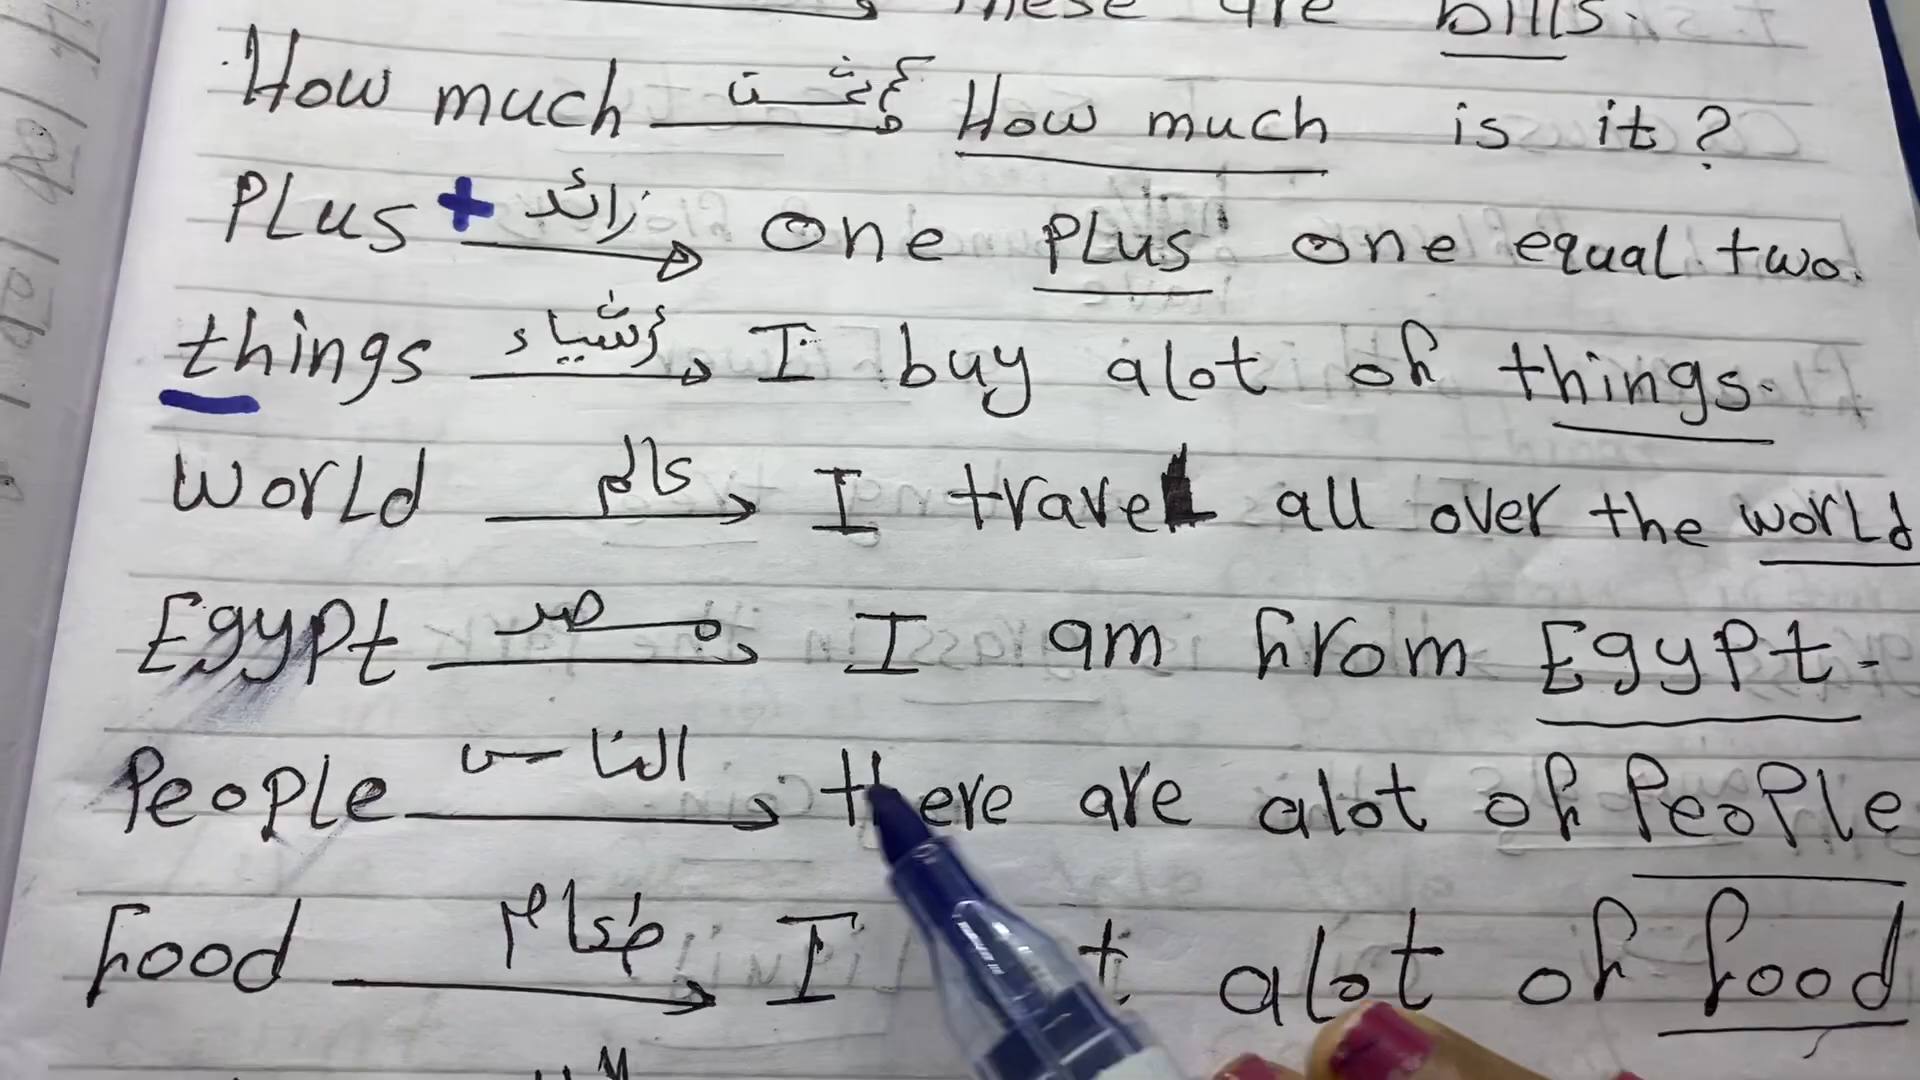 these are bills.
How much كم ثمن How much is it?
Plus + زائد one plus one equal two.
things أشياء I buy alot of things.
World عالم I travel all over the world
Egypt مصر I am from Egypt.
People الناس there are alot of People
food طعام I t alot of food